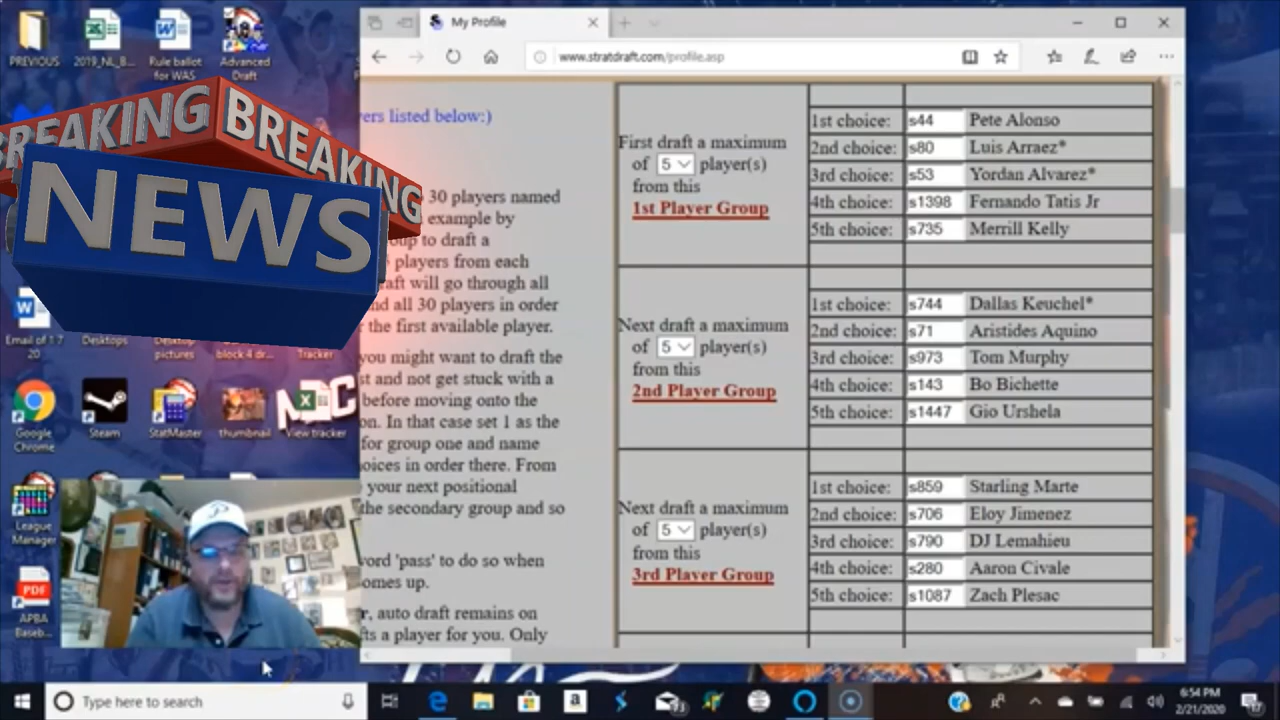 PREVIOUS
2019_NL_B...
Rule ballot
for WAS
Advanced
Draft
BREAKING
BREAKING
BREAKING
NEWS
Email of 1 7
20
Desktops
Desktop
pictures
block 4 dr...
Tracker
Google
Chrome
Steam
StatMaster
thumbnail
View tracker
NDC
League
Manager
PDF
APBA
Baseb...
My Profile
www.stratdraft.com/profile.asp
ers listed below:)
30 players named
example by
oup to draft a
players from each
raft will go through all
nd all 30 players in order
r the first available player.
you might want to draft the
st and not get stuck with a
before moving onto the
on. In that case set 1 as the
for group one and name
oices in order there. From
your next positional
the secondary group and so
word 'pass' to do so when
omes up.
r, auto draft remains on
fts a player for you. Only
First draft a maximum
of 5 player(s)
from this
1st Player Group
1st choice: s44 Pete Alonso
2nd choice: s80 Luis Arraez*
3rd choice: s53 Yordan Alvarez*
4th choice: s1398 Fernando Tatis Jr
5th choice: s735 Merrill Kelly
Next draft a maximum
of 5 player(s)
from this
2nd Player Group
1st choice: s744 Dallas Keuchel*
2nd choice: s71 Aristides Aquino
3rd choice: s973 Tom Murphy
4th choice: s143 Bo Bichette
5th choice: s1447 Gio Urshela
Next draft a maximum
of 5 player(s)
from this
3rd Player Group
1st choice: s859 Starling Marte
2nd choice: s706 Eloy Jimenez
3rd choice: s790 DJ Lemahieu
4th choice: s280 Aaron Civale
5th choice: s1087 Zach Plesac
Type here to search
6:54 PM
2/21/2020